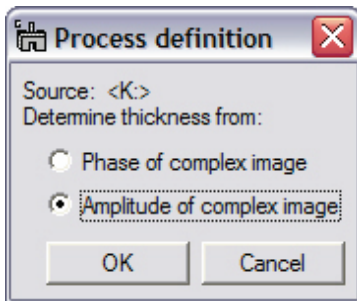 Process definition
Source: <K:>
Determine thickness from:
Phase of complex image
Amplitude of complex image
OK
Cancel